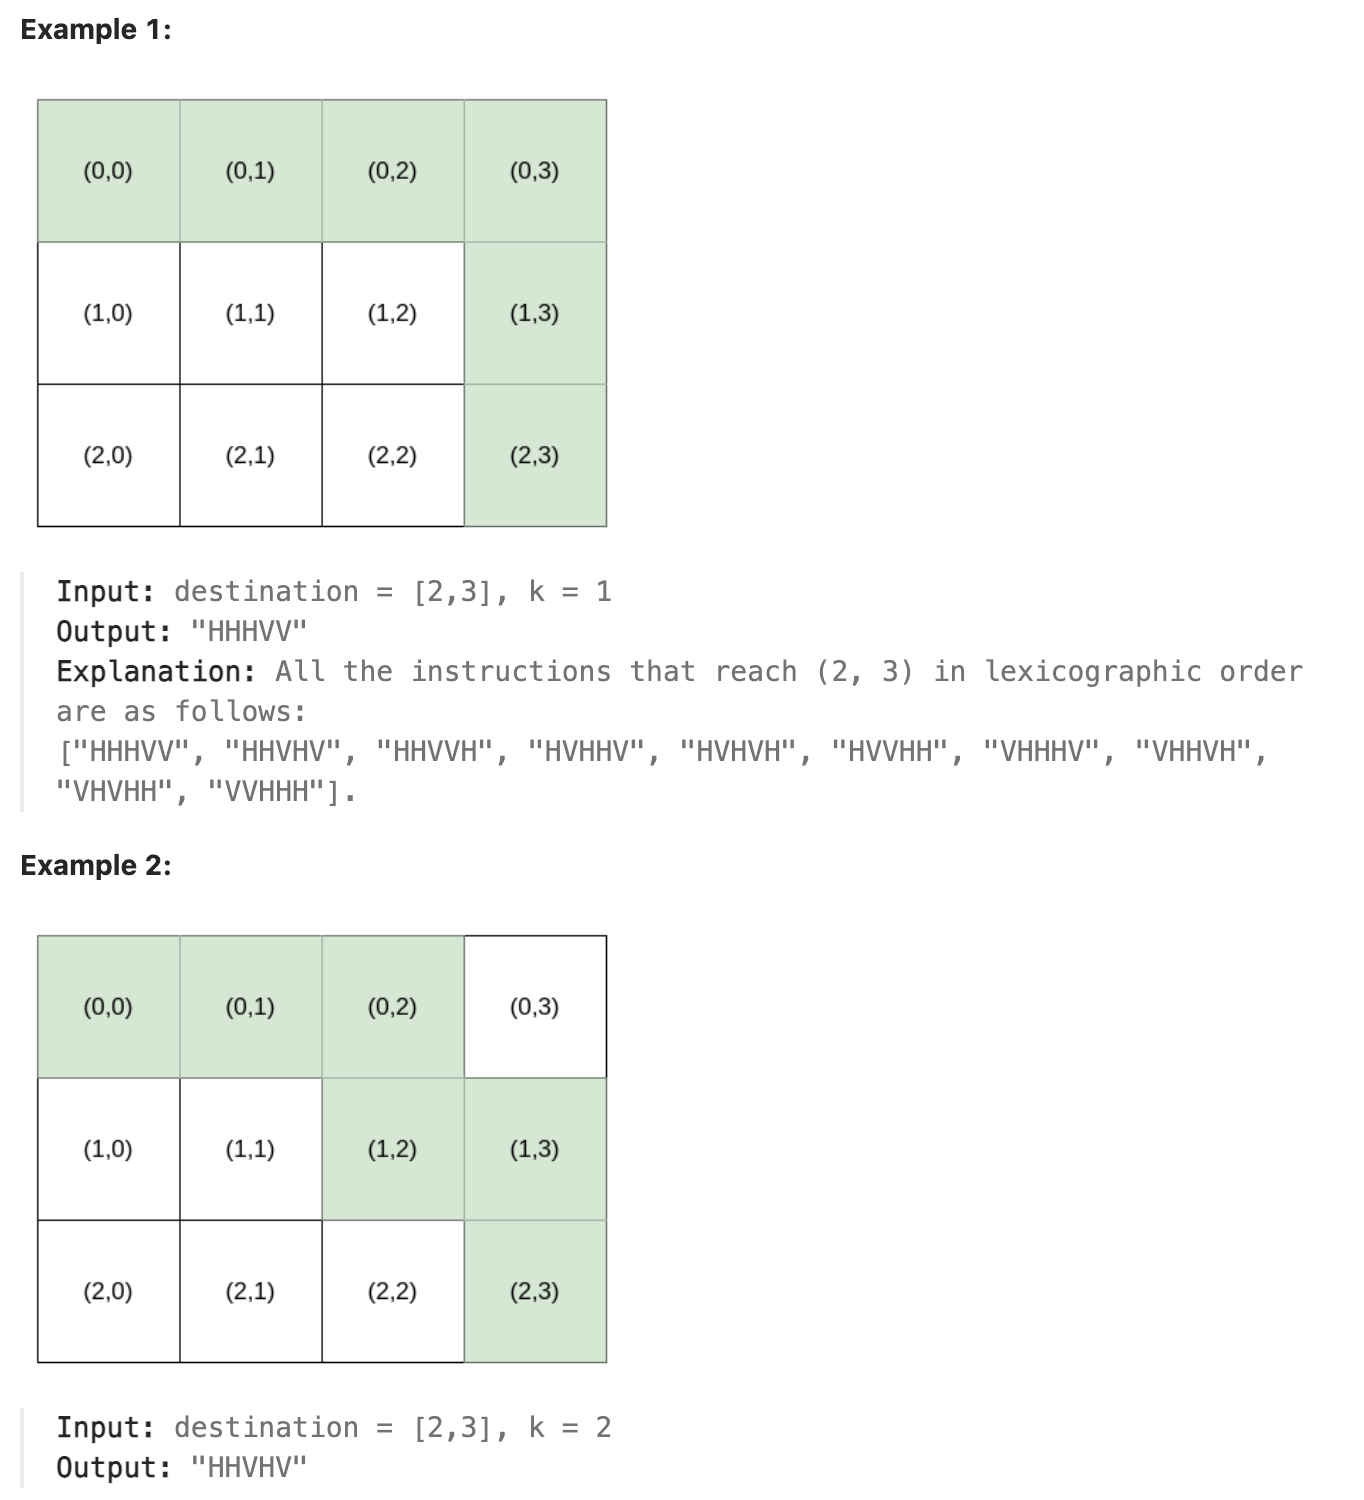 Example 1:
(0,0) (0,1) (0,2) (0,3)
(1,0) (1,1) (1,2) (1,3)
(2,0) (2,1) (2,2) (2,3)
Input: destination = [2,3], k = 1
Output: "HHHVV"
Explanation: All the instructions that reach (2, 3) in lexicographic order
are as follows:
["HHHVV", "HHVHV", "HHVVH", "HVHHV", "HVHVH", "HVVHH", "VHHHV", "VHHVH",
"VHVHH", "VVHHH"].
Example 2:
(0,0) (0,1) (0,2) (0,3)
(1,0) (1,1) (1,2) (1,3)
(2,0) (2,1) (2,2) (2,3)
Input: destination = [2,3], k = 2
Output: "HHVHV"